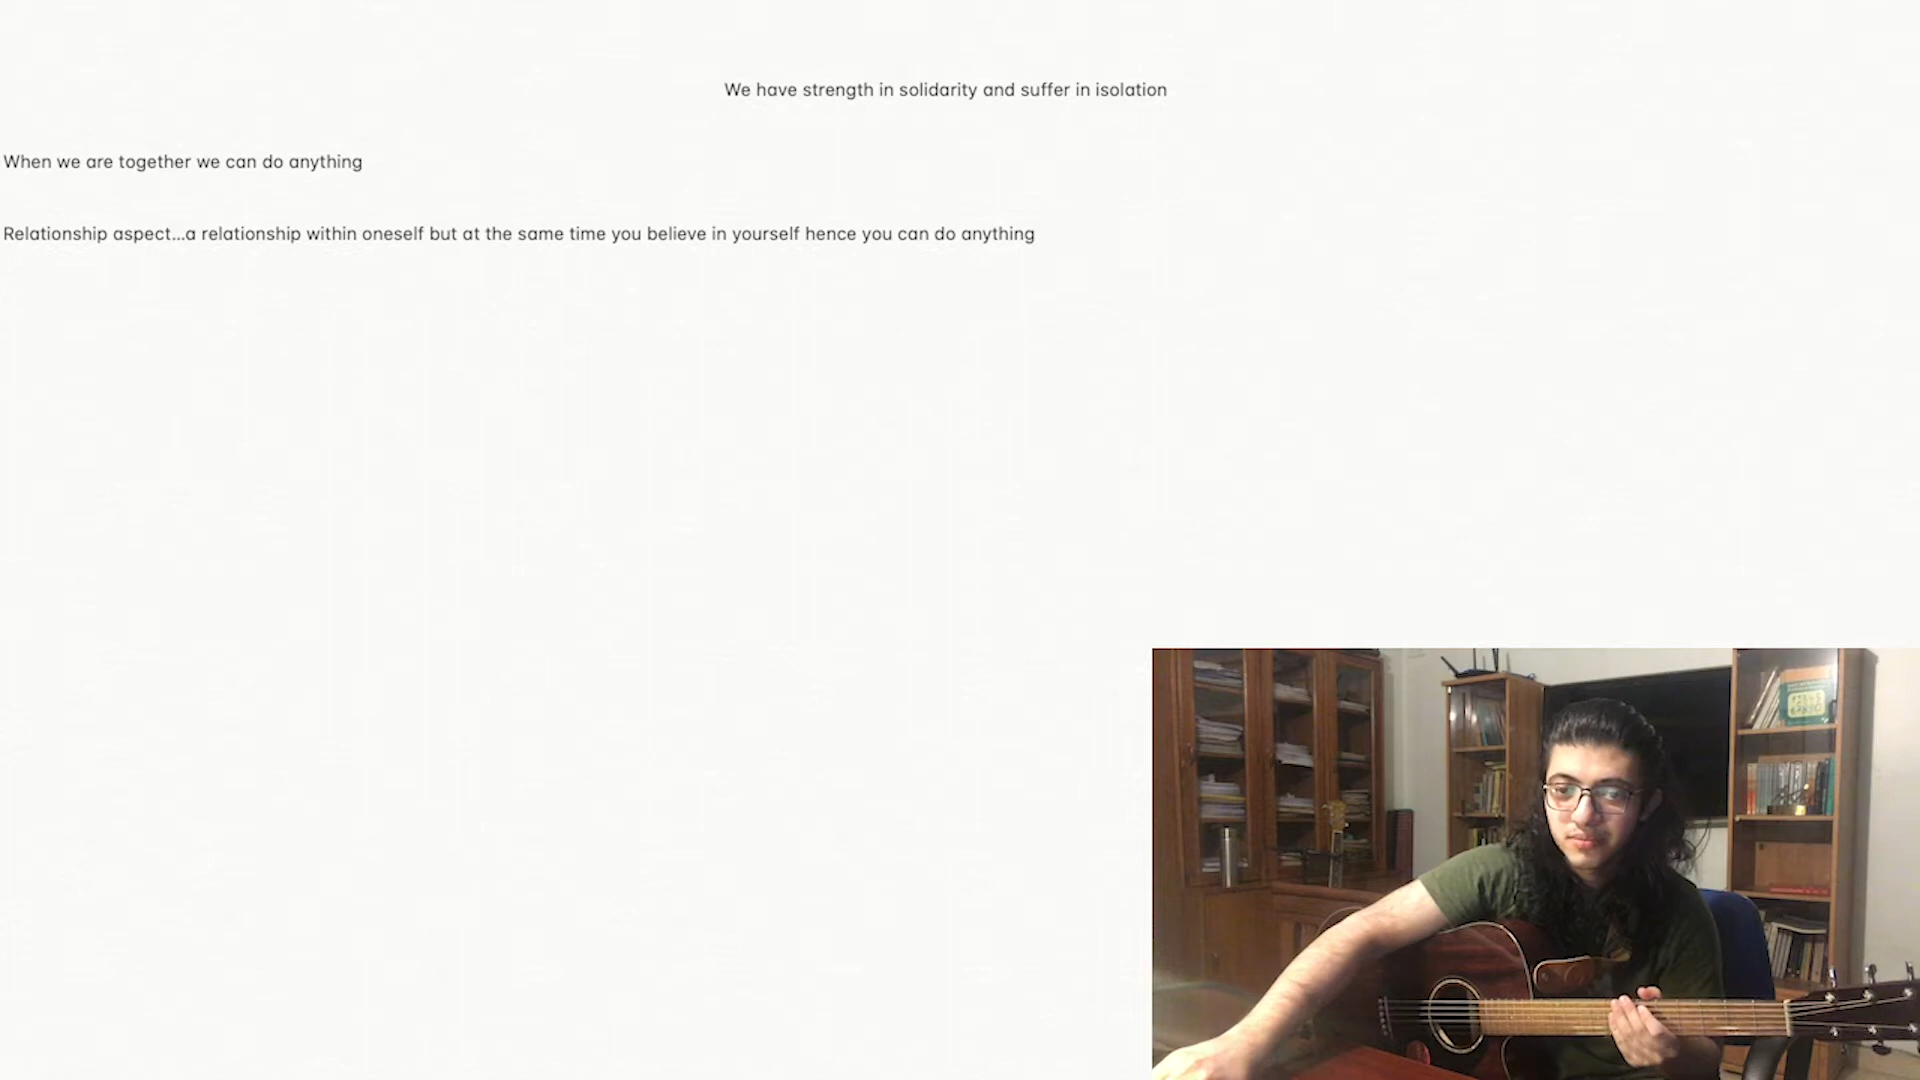 We have strength in solidarity and suffer in isolation
When we are together we can do anything
Relationship aspect...a relationship within oneself but at the same time you believe in yourself hence you can do anything